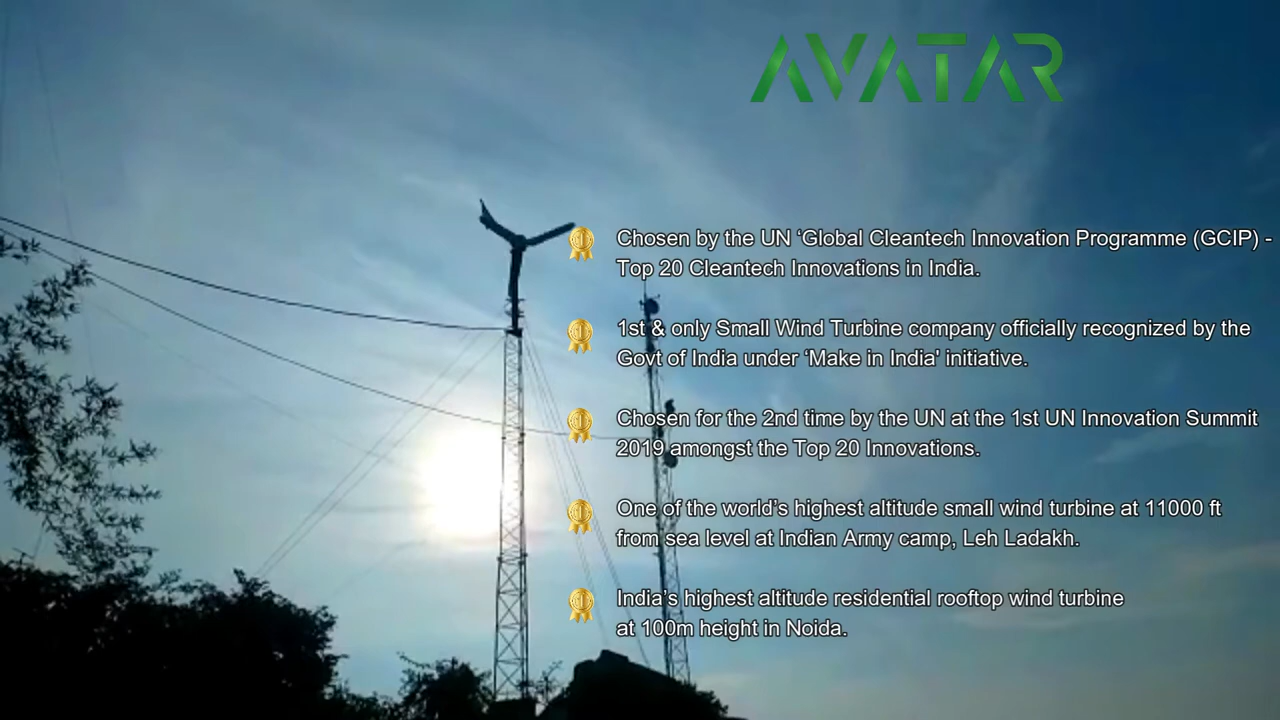 AVATAR
Chosen by the UN ‘Global Cleantech Innovation Programme (GCIP) -
Top 20 Cleantech Innovations in India.
1st & only Small Wind Turbine company officially recognized by the
Govt of India under ‘Make in India' initiative.
Chosen for the 2nd time by the UN at the 1st UN Innovation Summit
2019 amongst the Top 20 Innovations.
One of the world’s highest altitude small wind turbine at 11000 ft
from sea level at Indian Army camp, Leh Ladakh.
India’s highest altitude residential rooftop wind turbine
at 100m height in Noida.